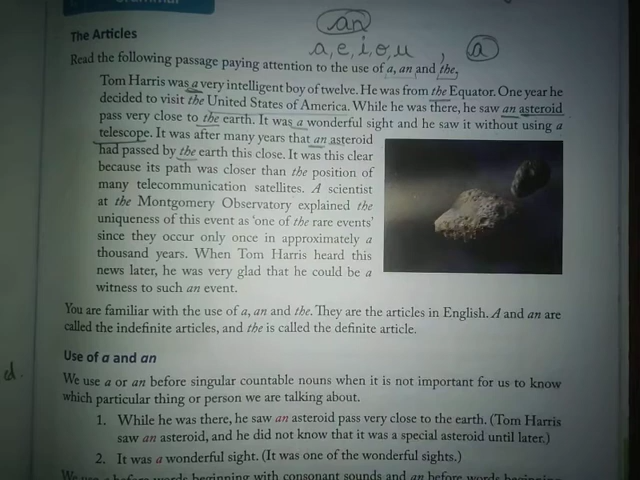 an
The Articles
a, e, i, o, u , a
Read the following passage paying attention to the use of a, an and the.
Tom Harris was a very intelligent boy of twelve. He was from the Equator. One year he
decided to visit the United States of America. While he was there, he saw an asteroid
pass very close to the earth. It was a wonderful sight and he saw it without using a
telescope. It was after many years that an asteroid
had passed by the earth this close. It was this clear
because its path was closer than the position of
many telecommunication satellites. A scientist
at the Montgomery Observatory explained the
uniqueness of this event as 'one of the rare events'
since they occur only once in approximately a
thousand years. When Tom Harris heard this
news later, he was very glad that he could be a
witness to such an event.
You are familiar with the use of a, an and the. They are the articles in English. A and an are
called the indefinite articles, and the is called the definite article.
Use of a and an
We use a or an before singular countable nouns when it is not important for us to know
which particular thing or person we are talking about.
1. While he was there, he saw an asteroid pass very close to the earth. (Tom Harris
saw an asteroid, and he did not know that it was a special asteroid until later.)
2. It was a wonderful sight. (It was one of the wonderful sights.)
before words beginning with consonant sounds and an before words beginning